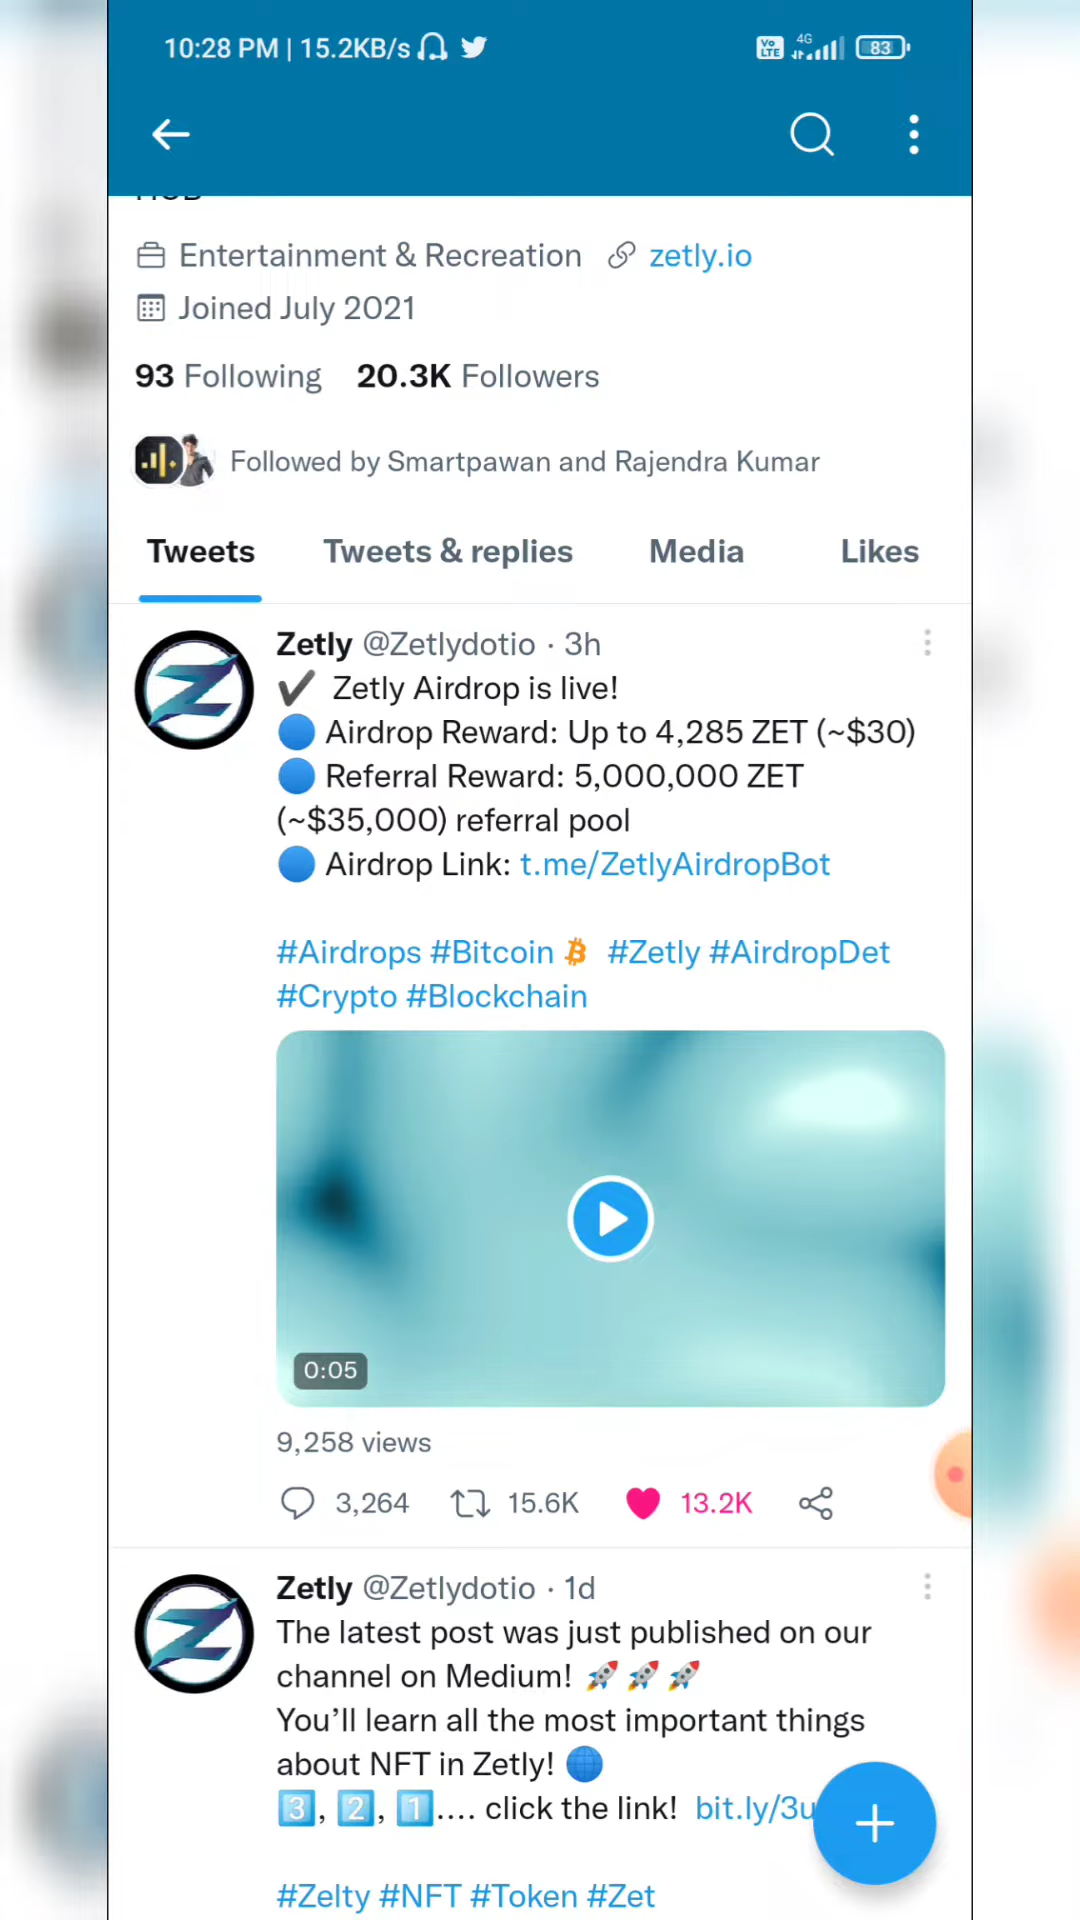 10:28 PM | 15.2KB/s
Vo LTE 4G 83
Entertainment & Recreation zetly.io
Joined July 2021
93 Following 20.3K Followers
Followed by Smartpawan and Rajendra Kumar
Tweets Tweets & replies Media Likes
Zetly @Zetlydotio · 3h
✔ Zetly Airdrop is live!
🔵 Airdrop Reward: Up to 4,285 ZET (~$30)
🔵 Referral Reward: 5,000,000 ZET
(~$35,000) referral pool
🔵 Airdrop Link: t.me/ZetlyAirdropBot
#Airdrops #Bitcoin #Zetly #AirdropDet
#Crypto #Blockchain
0:05
9,258 views
3,264 15.6K 13.2K
Zetly @Zetlydotio · 1d
The latest post was just published on our
channel on Medium! 🚀🚀🚀
You’ll learn all the most important things
about NFT in Zetly! 🌐
3️⃣, 2️⃣, 1️⃣.... click the link! bit.ly/3u
#Zelty #NFT #Token #Zet